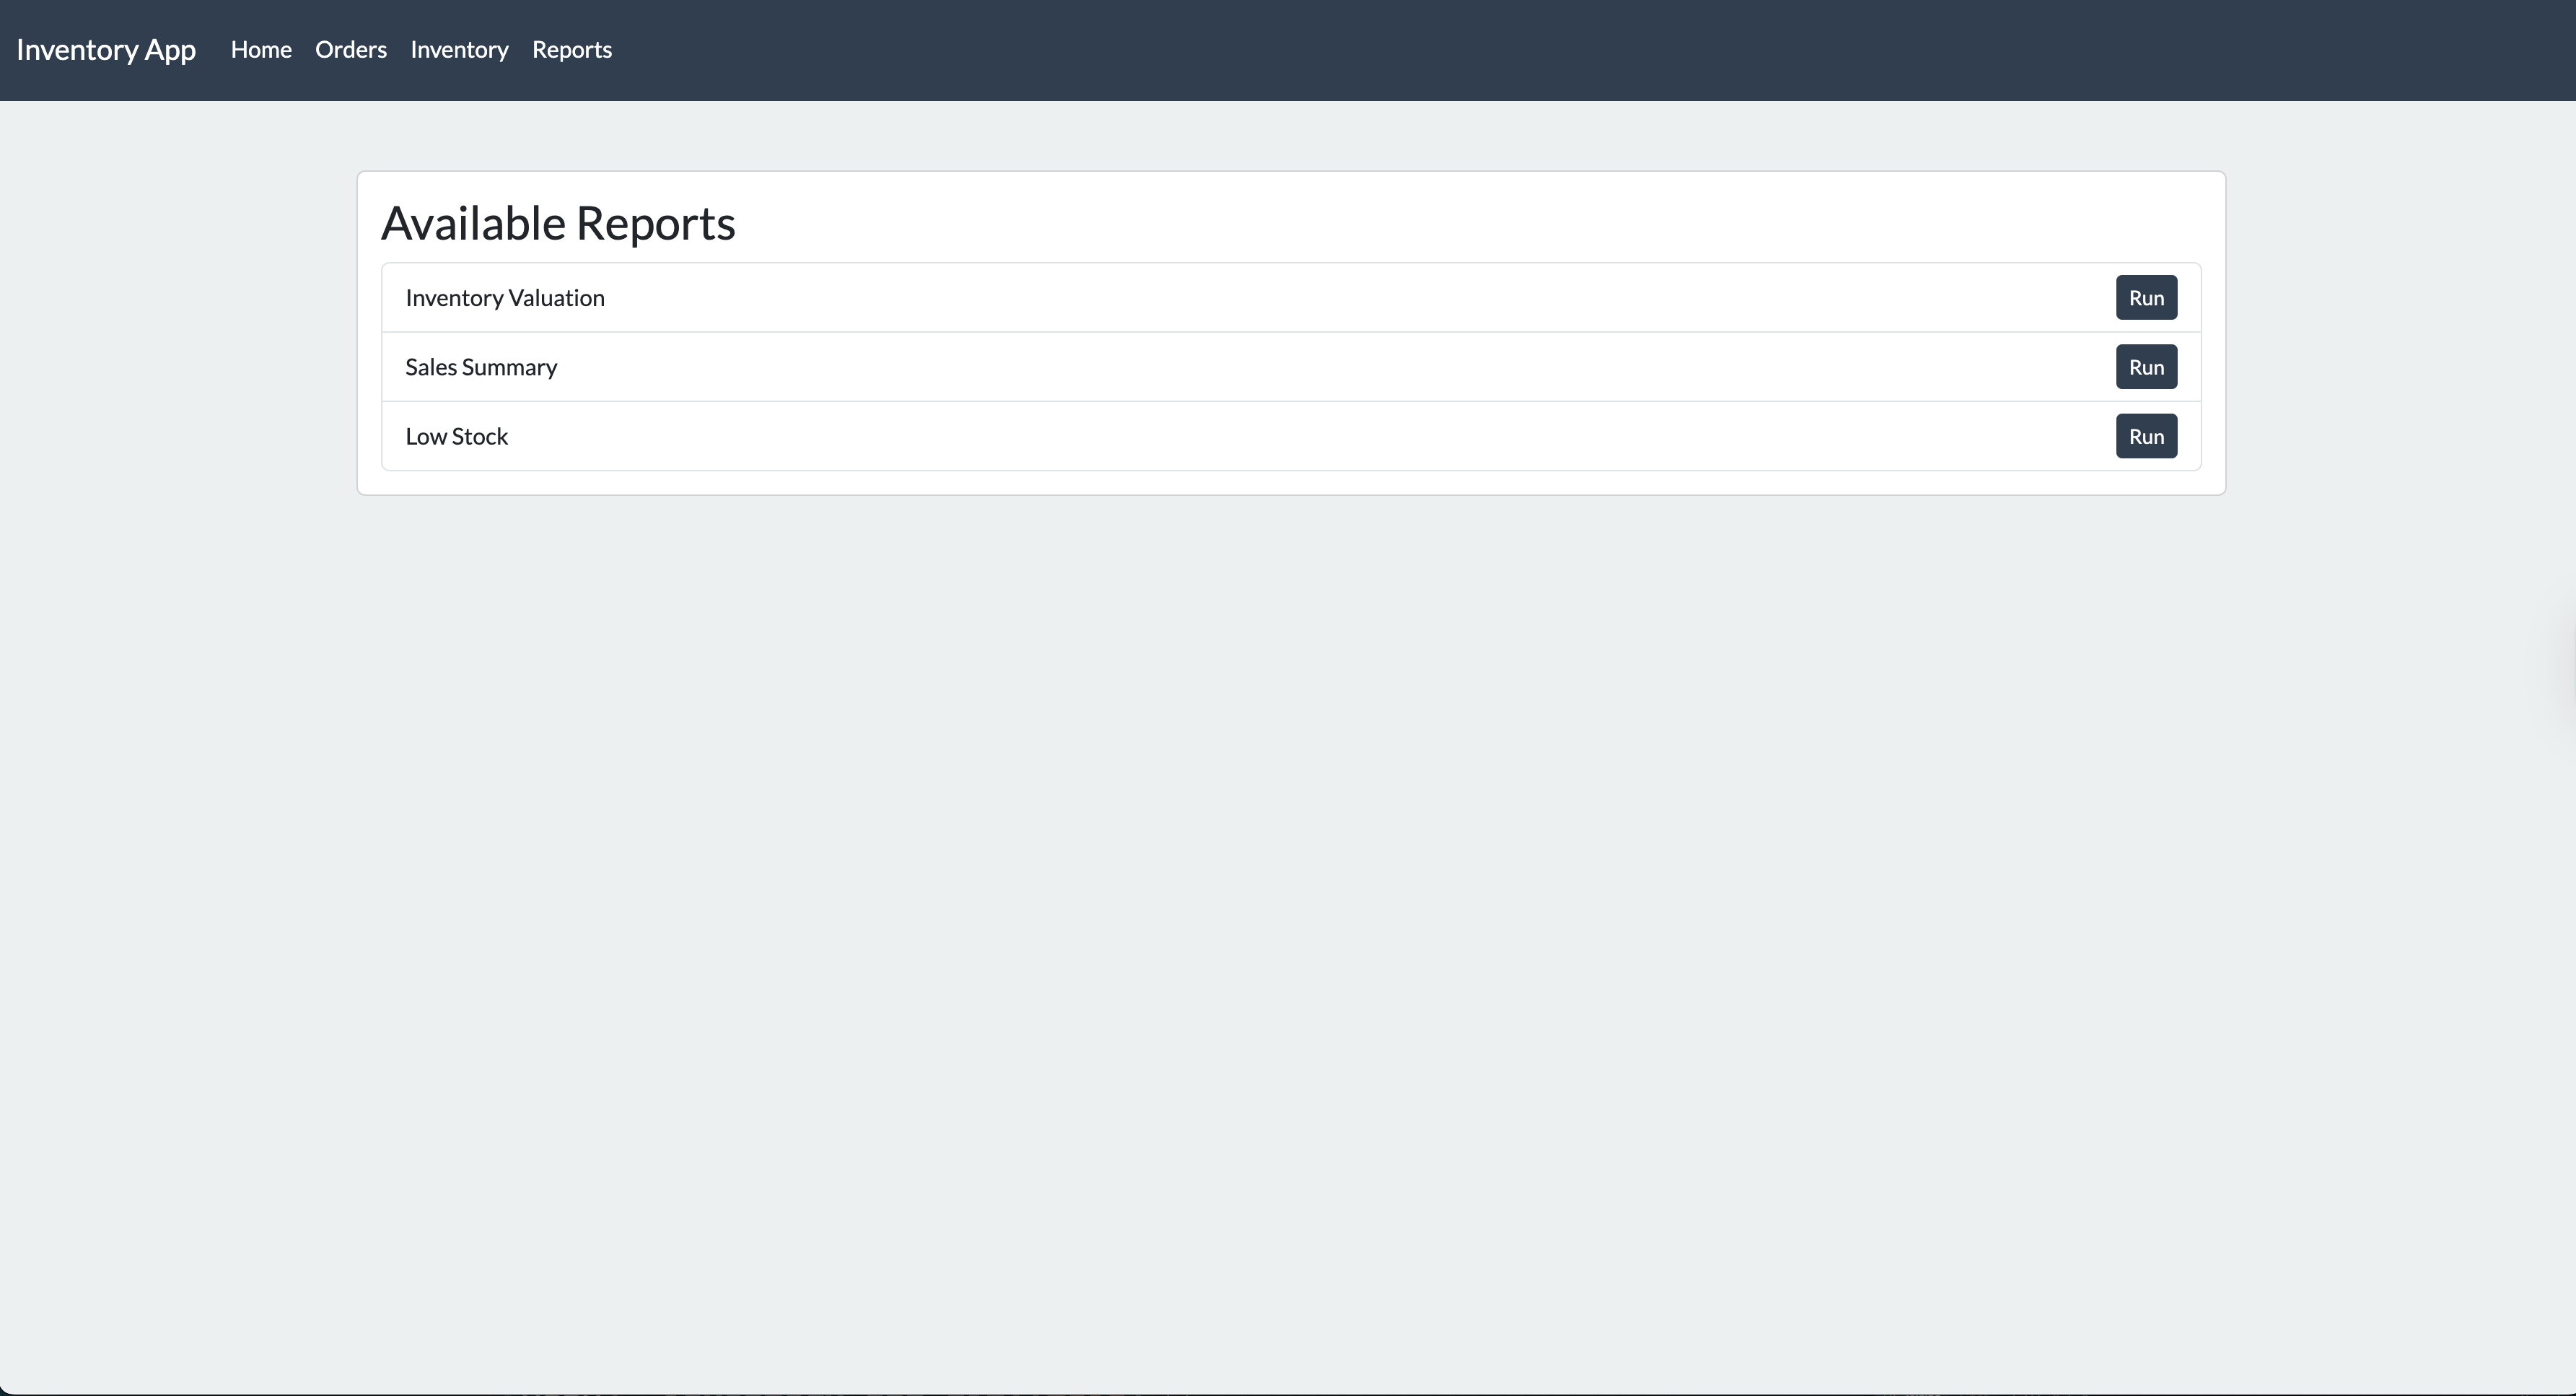 Inventory App Home Orders Inventory Reports
Available Reports
Inventory Valuation Run
Sales Summary Run
Low Stock Run